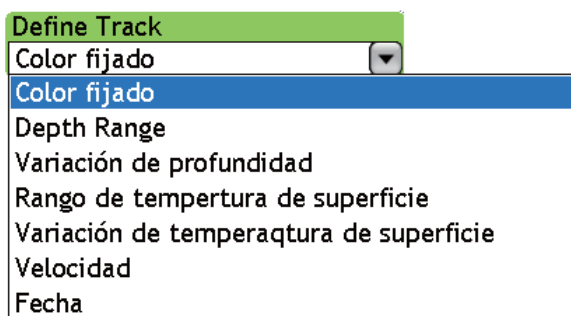 Define Track
Color fijado
Color fijado
Depth Range
Variación de profundidad
Rango de tempertura de superficie
Variación de temperaqtura de superficie
Velocidad
Fecha